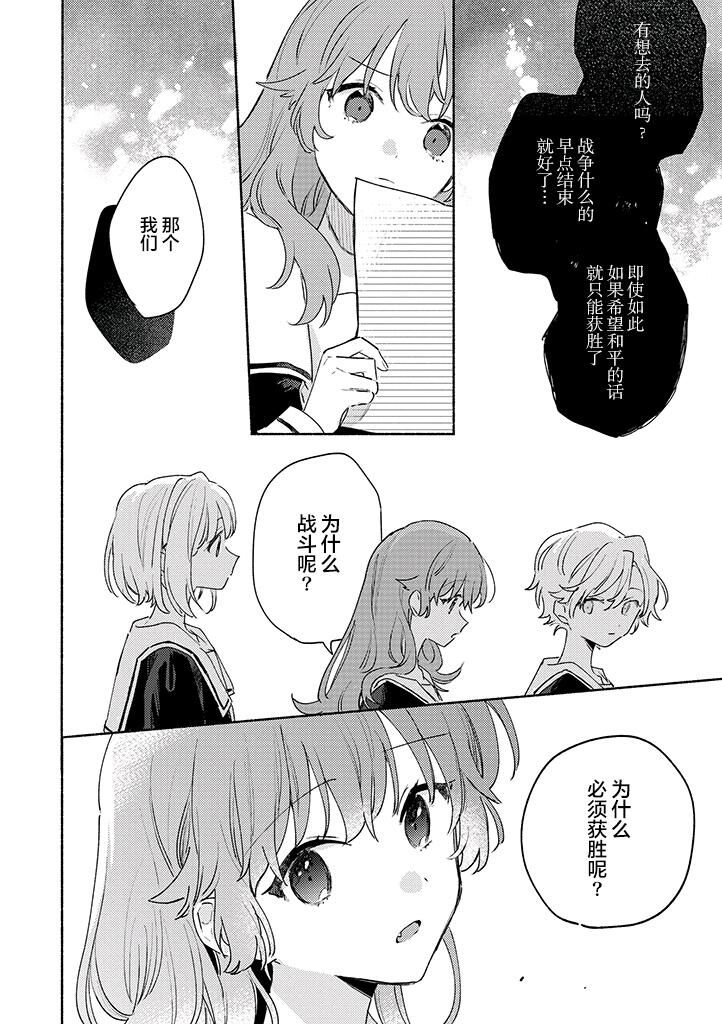 有想去的人吗？
战争什么的
早点结束
就好了…
即使如此
如果希望和平的话
就只能获胜了
那个
我们
为什么
战斗呢？
为什么
必须获胜呢？